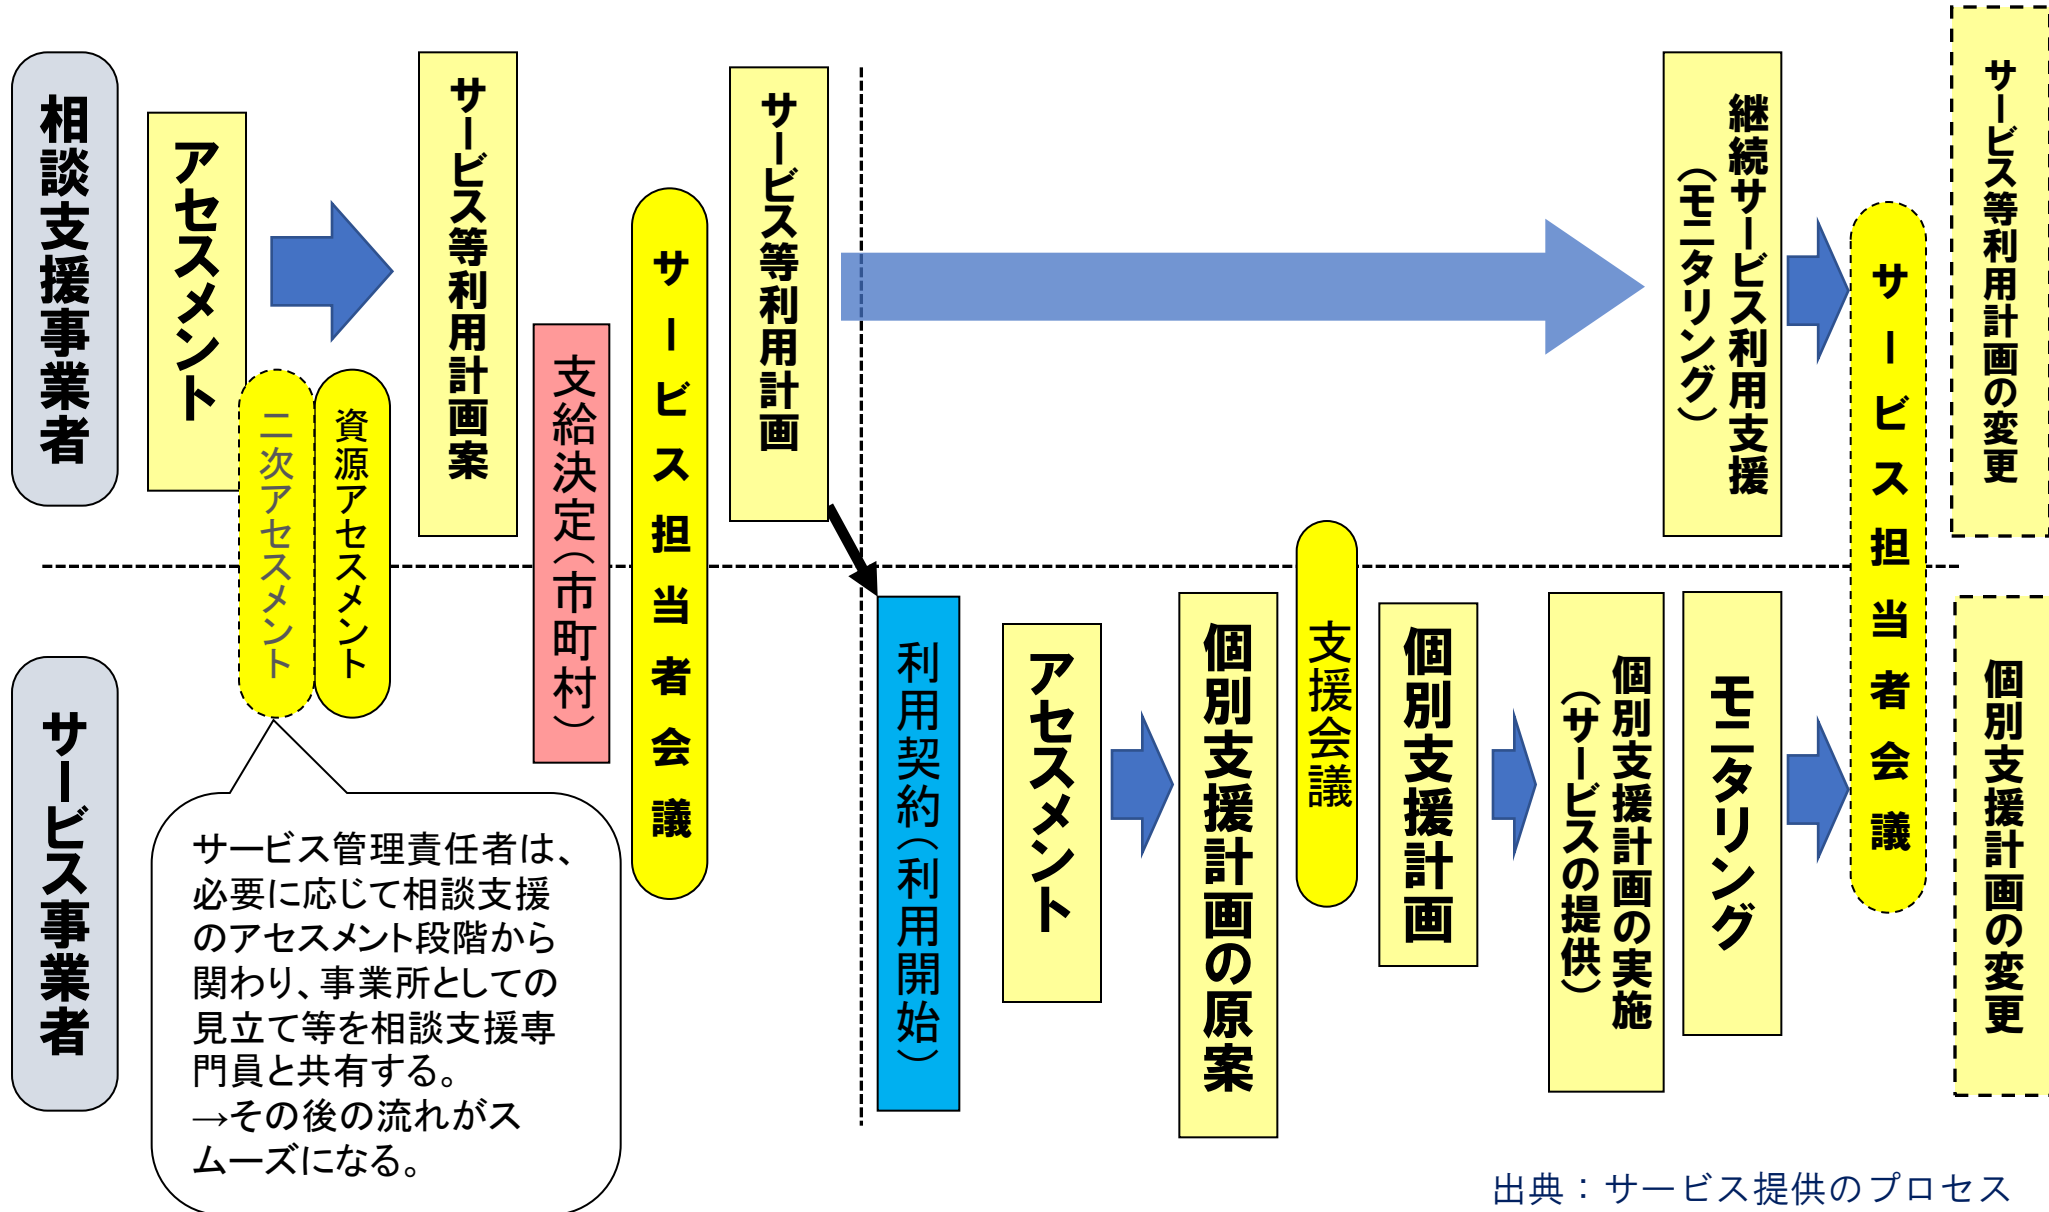 相談支援事業者
アセスメント
二次アセスメント
資源アセスメント
サービス等利用計画案
支給決定(市町村)
サービス担当者会議
サービス等利用計画
継続サービス利用支援
(モニタリング)
サービス担当者会議
サービス等利用計画の変更
サービス事業者
サービス管理責任者は、
必要に応じて相談支援
のアセスメント段階から
関わり、事業所としての
見立て等を相談支援専
門員と共有する。
→その後の流れがス
ムーズになる。
利用契約(利用開始)
アセスメント
個別支援計画の原案
支援会議
個別支援計画
個別支援計画の実施
(サービスの提供)
モニタリング
個別支援計画の変更
出典:サービス提供のプロセス